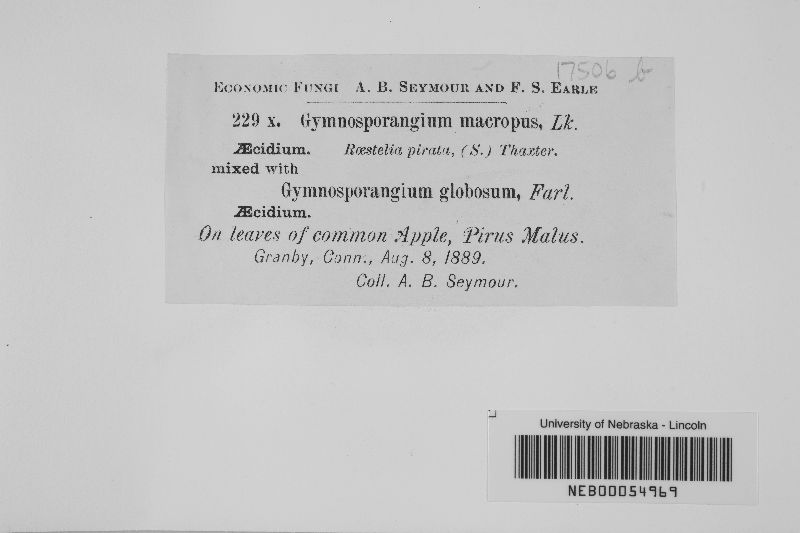 17506 b
Economic Fungi A. B. Seymour and F. S. Earle
229 x. Gymnosporangium macropus, Lk.
Æcidium. Rœstelia pirata, (S.) Thaxter.
mixed with
Gymnosporangium globosum, Farl.
Æcidium.
On leaves of common Apple, Pirus Malus.
Granby, Conn., Aug. 8, 1889.
Coll. A. B. Seymour.
University of Nebraska - Lincoln
NEB00054969